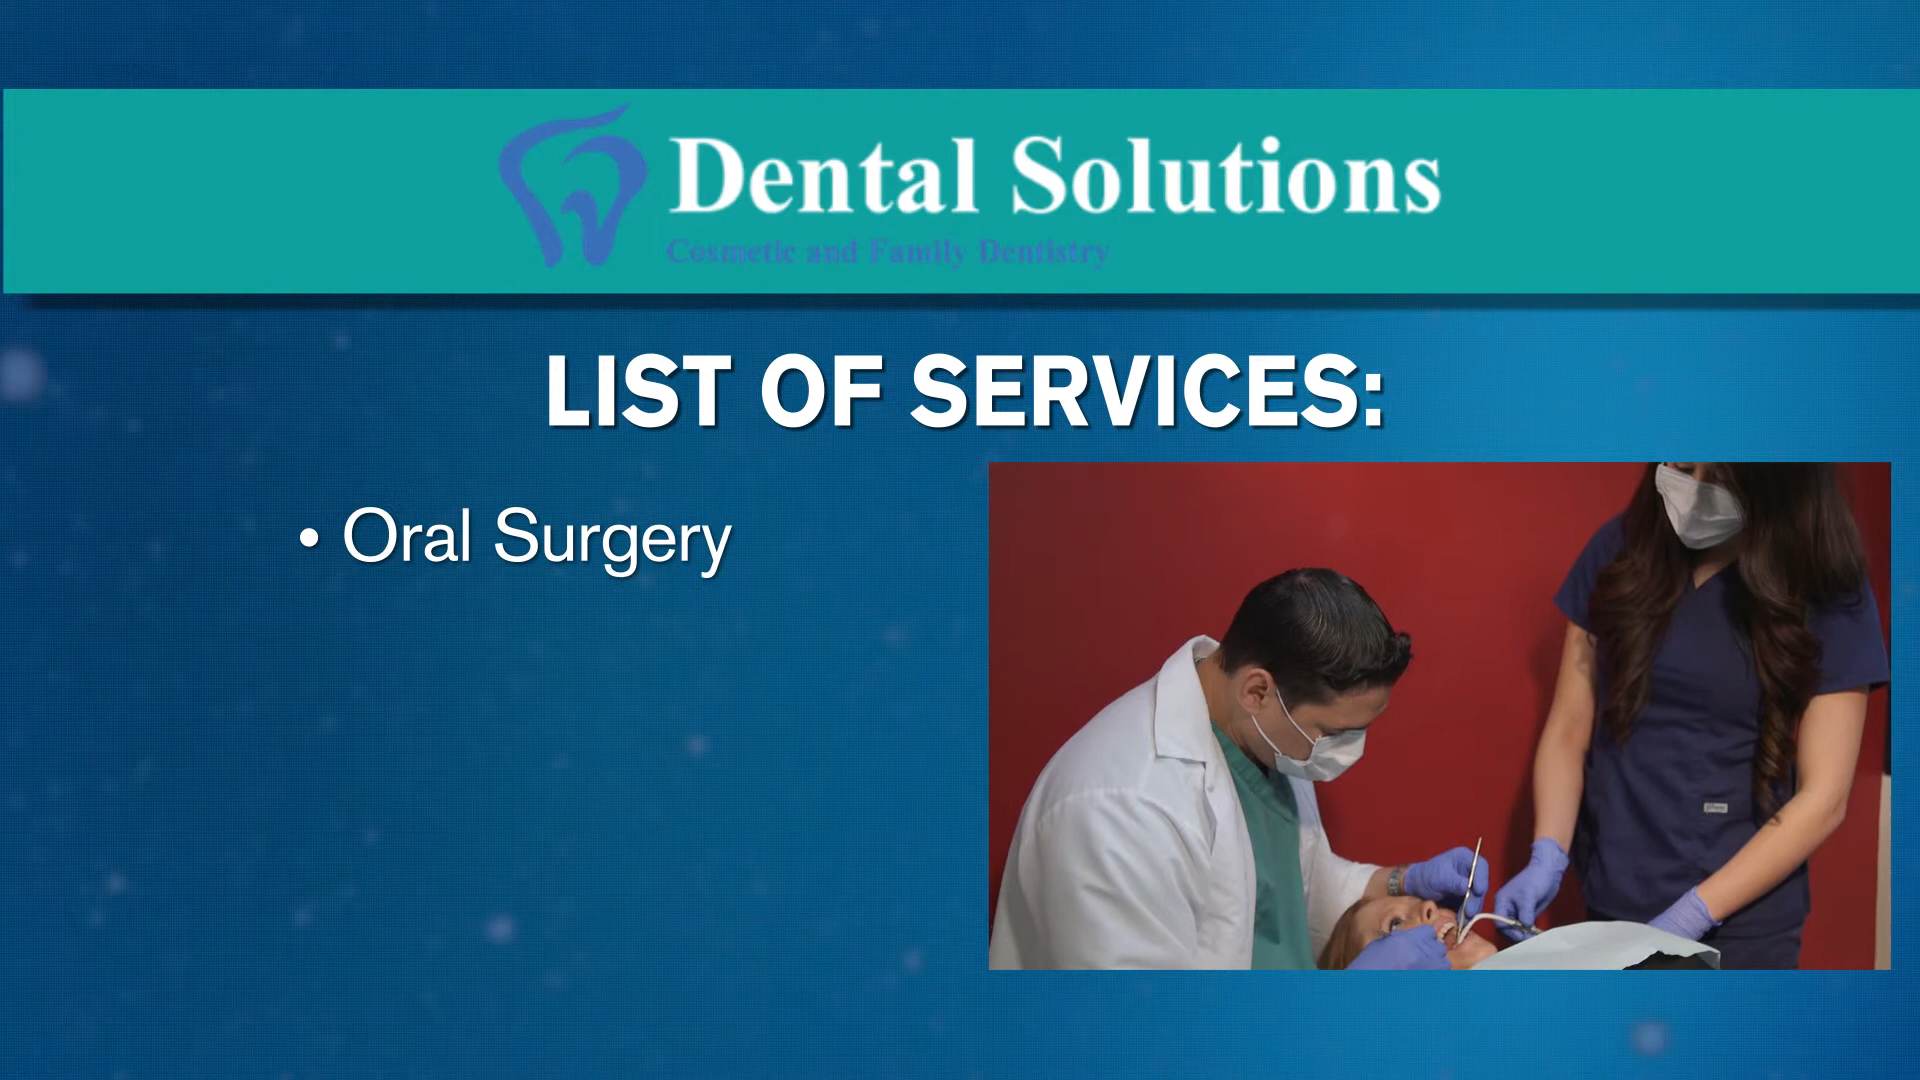 Dental Solutions
Cosmetic and Family Dentistry
LIST OF SERVICES:
• Oral Surgery